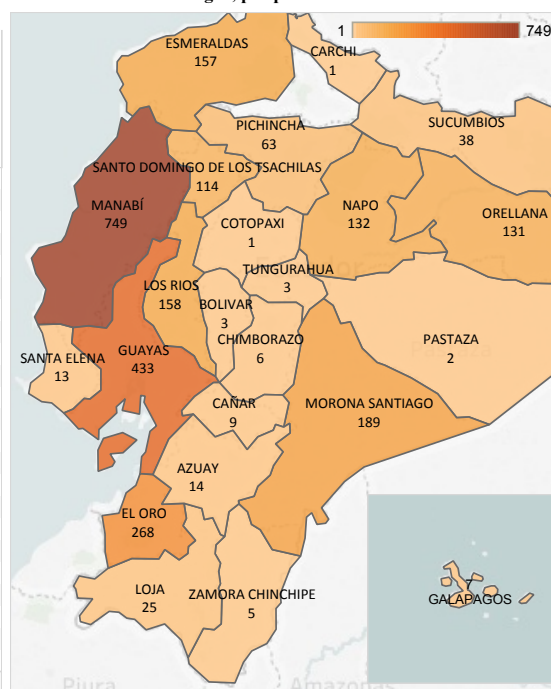 1
749
ESMERALDAS
157
CARCHI
1
PICHINCHA
63
SUCUMBIOS
38
SANTO DOMINGO DE LOS TSACHILAS
114
MANABÍ
749
NAPO
132
ORELLANA
131
COTOPAXI
1
TUNGURAHUA
3
LOS RIOS
158
BOLIVAR
3
CHIMBORAZO
6
PASTAZA
2
SANTA ELENA
13
GUAYAS
433
CAÑAR
9
MORONA SANTIAGO
189
AZUAY
14
EL ORO
268
LOJA
25
ZAMORA CHINCHIPE
5
7
GALAPAGOS
Piura
Amazonas